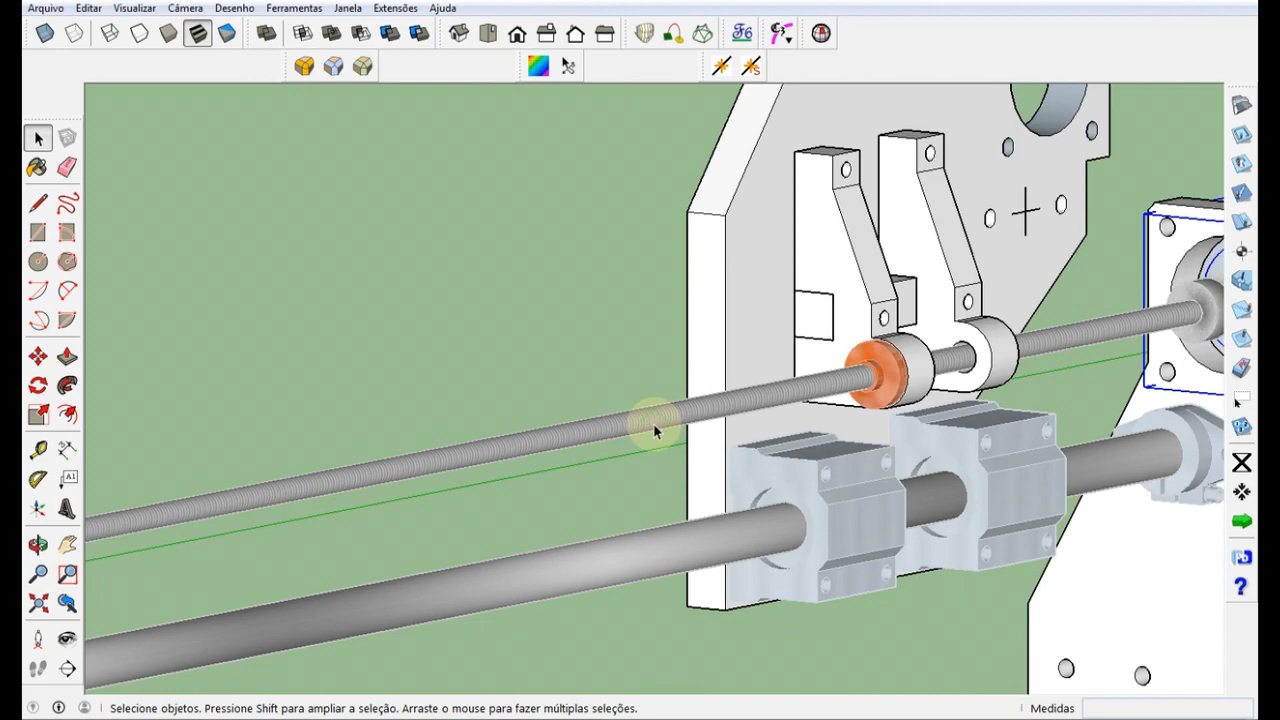 Arquivo Editar Visualizar Câmera Desenho Ferramentas Janela Extensões Ajuda
A1
Selecione objetos. Pressione Shift para ampliar a seleção. Arraste o mouse para fazer múltiplas seleções.
Medidas